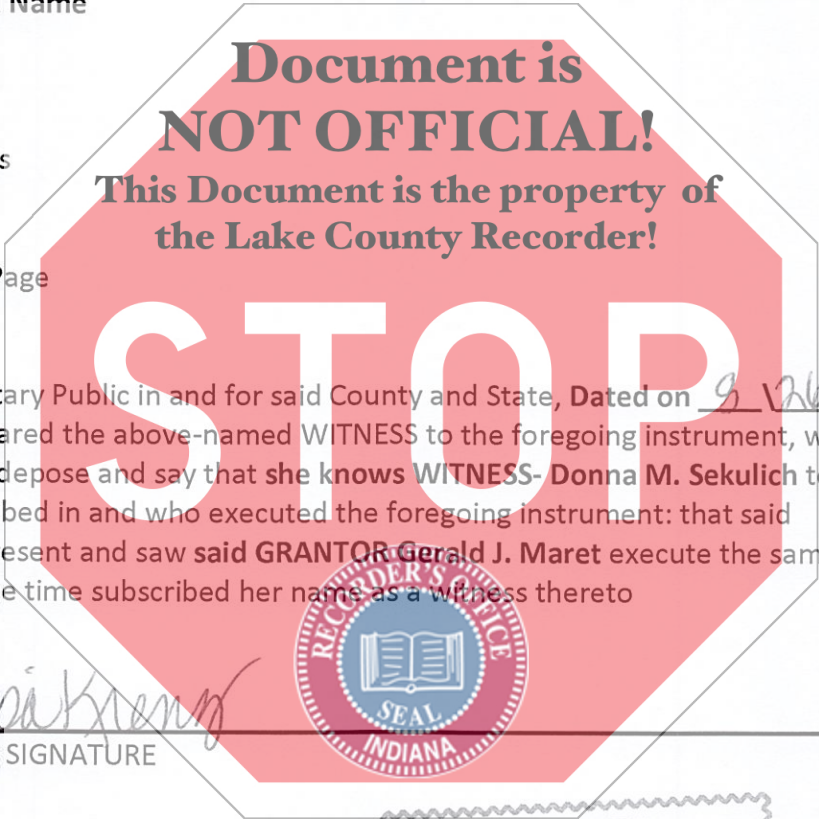 Name
Document is
NOT OFFICIAL!
This Document is the property of
the Lake County Recorder!
s
Page
STOP
tary Public in and for said County and State, Dated on 9 \26
ared the above-named WITNESS to the foregoing instrument, w
depose and say that she knows WITNESS- Donna M. Sekulich to
bed in and who executed the foregoing instrument: that said
esent and saw said GRANTOR Gerald J. Maret execute the sam
e time subscribed her name as a witness thereto
RECORDER'S OFFICE
SEAL
INDIANA
Krenz
SIGNATURE